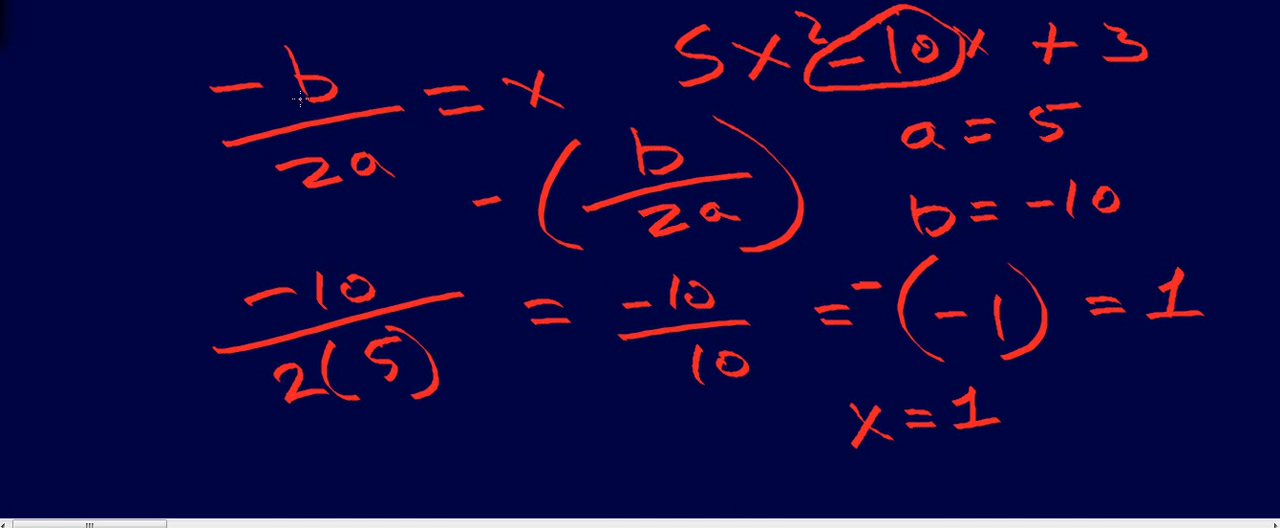 5x² -10x + 3
-b/2a = x
a = 5
-(b/2a)
b = -10
-10/2(5) = -10/10 = -(-1) = 1
x = 1